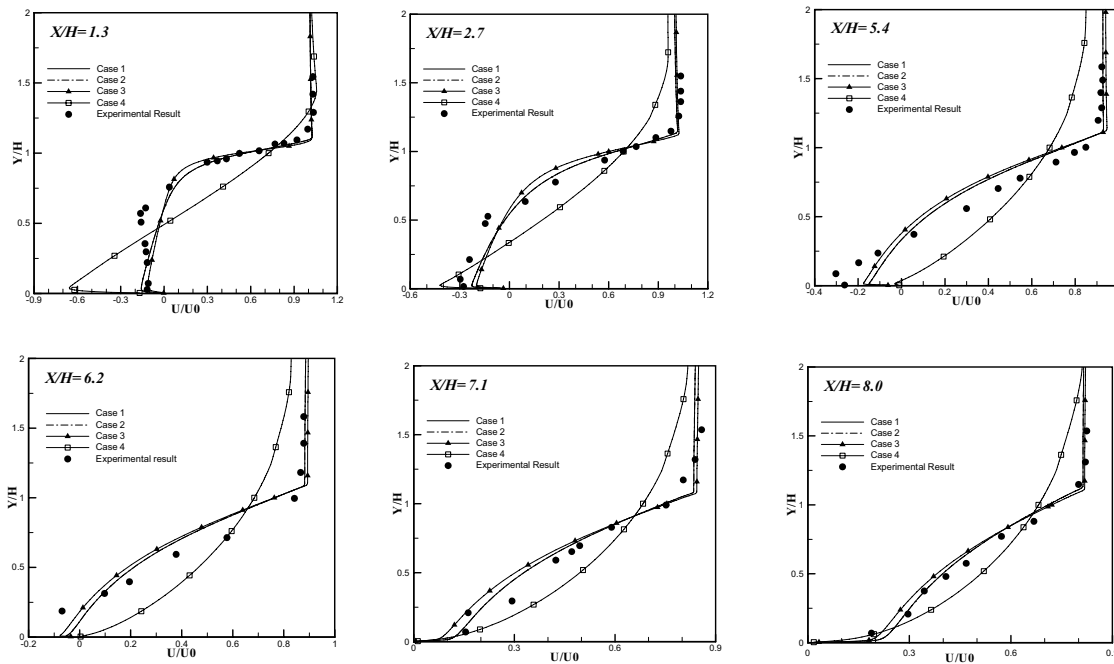 X/H=1.3
Case 1
Case 2
Case 3
Case 4
Experimental Result
Y/H
2
1.5
1
0.5
0
-0.9 -0.6 -0.3 0 0.3 0.6 0.9 1.2
U/U0
X/H=2.7
Case 1
Case 2
Case 3
Case 4
Experimental Result
Y/H
2
1.5
1
0.5
0
-0.6 -0.3 0 0.3 0.6 0.9 1.2
U/U0
X/H=5.4
Case 1
Case 2
Case 3
Case 4
Experimental Result
Y/H
2
1.5
1
0.5
0
-0.4 -0.2 0 0.2 0.4 0.6 0.8 1
U/U0
X/H=6.2
Case 1
Case 2
Case 3
Case 4
Experimental result
Y/H
2
1.5
1
0.5
0
-0.2 0 0.2 0.4 0.6 0.8 1
U/U0
X/H=7.1
Case 1
Case 2
Case 3
Case 4
Experimental Result
Y/H
2
1.5
1
0.5
0
0 0.3 0.6 0.9
U/U0
X/H=8.0
Case 1
Case 2
Case 3
Case 4
Experimental Result
Y/H
2
1.5
1
0.5
0
0 0.3 0.6 0.9
U/U0